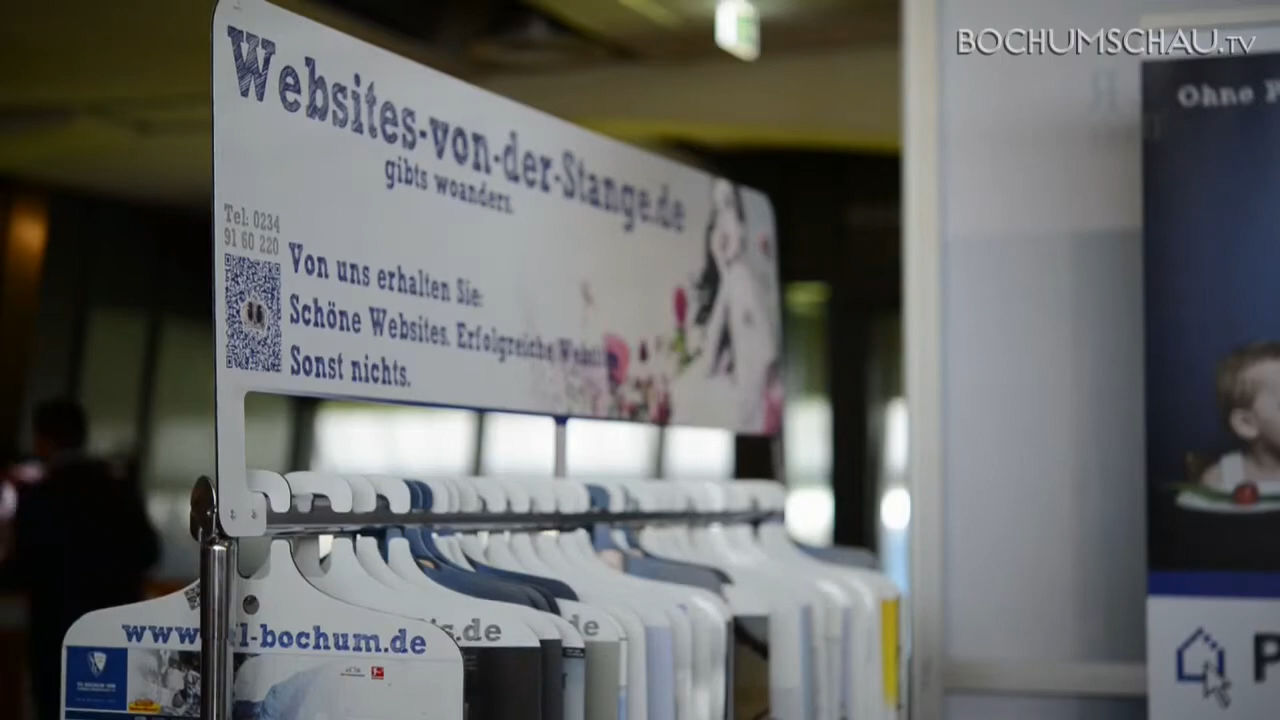 BOCHUMSCHAU.TV
Websites-von-der-Stange.de
gibts woanders.
Tel: 0234
91 60 220
Von uns erhalten Sie:
Schöne Websites. Erfolgreiche
Sonst nichts.
Ohne
l-bochum.de